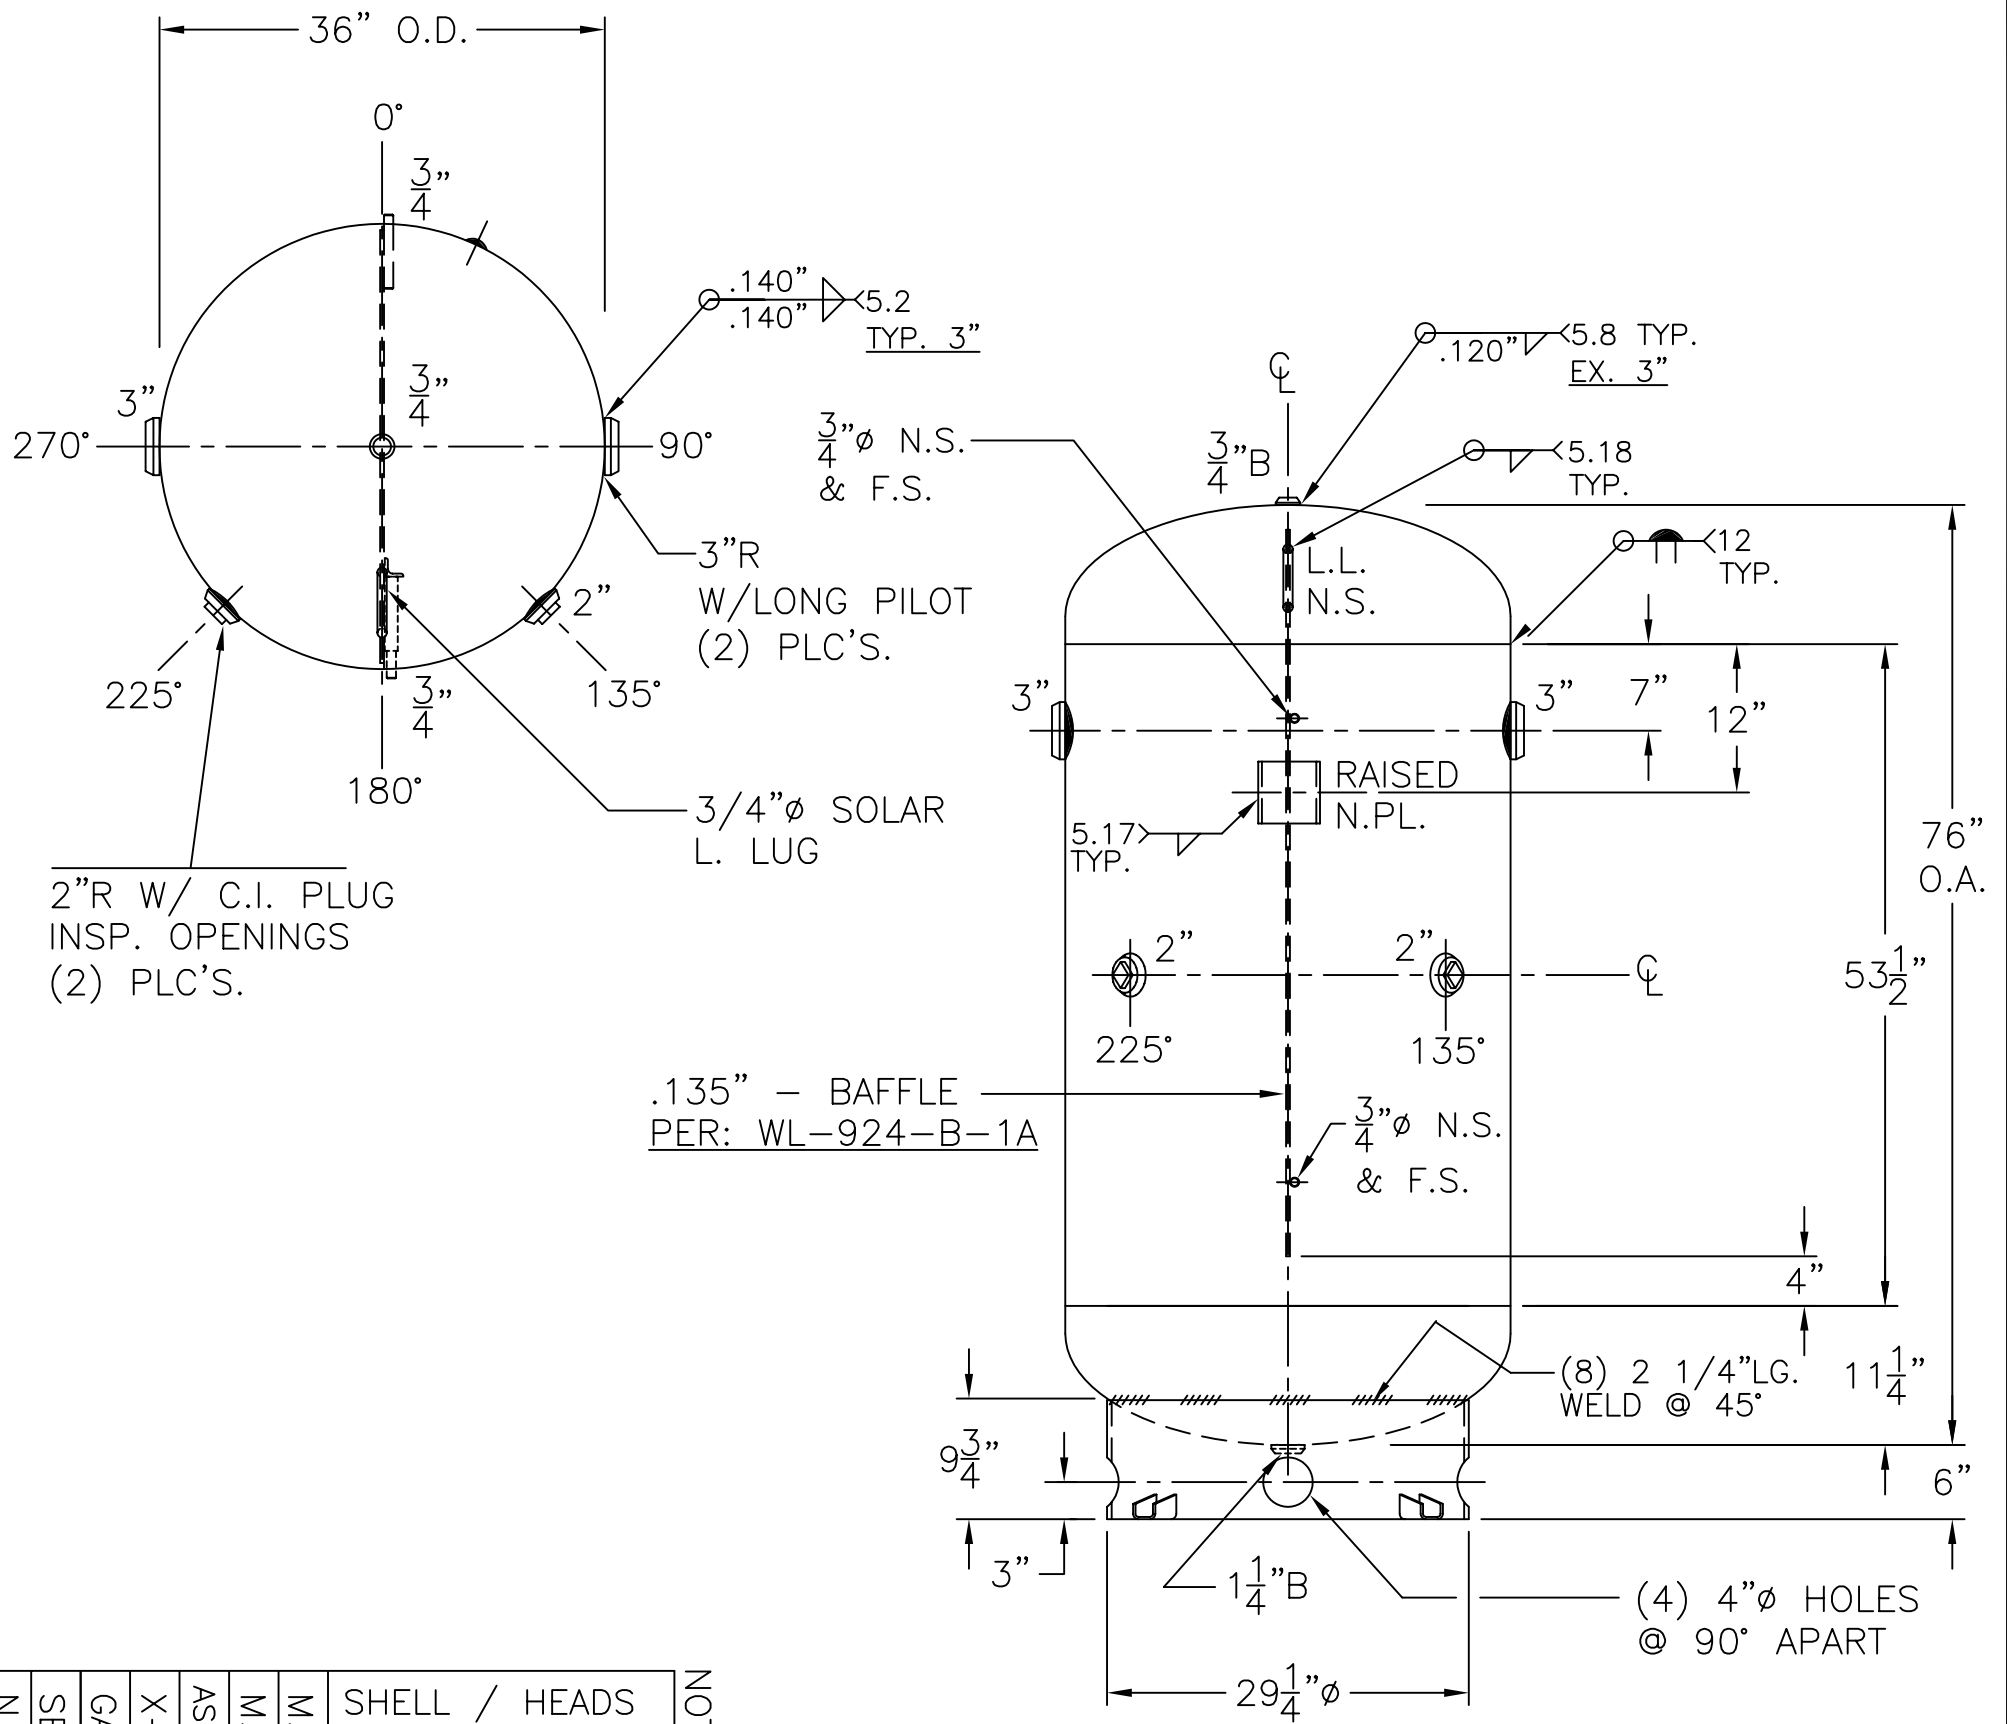 36" O.D.
0°
3/4"
.140"
.140"
5.2
TYP. 3"
3"
270°
3/4"
90°
3"R
W/LONG PILOT
(2) PLC'S.
2"
225°
135°
3/4"
180°
3/4"ø SOLAR
L. LUG
2"R W/ C.I. PLUG
INSP. OPENINGS
(2) PLC'S.
℄
.120"
5.8 TYP.
EX. 3"
3/4"ø N.S.
& F.S.
3/4"B
5.18
TYP.
12
TYP.
L.L.
N.S.
3"
3"
7"
12"
RAISED
N.PL.
5.17
TYP.
76"
O.A.
2"
2"
℄
53 1/2"
225°
135°
.135" - BAFFLE
PER: WL-924-B-1A
3/4"ø N.S.
& F.S.
4"
(8) 2 1/4"LG.
WELD @ 45°
11 1/4"
9 3/4"
6"
3"
1 1/4"B
(4) 4"ø HOLES
@ 90° APART
29 1/4"ø
SHELL / HEADS